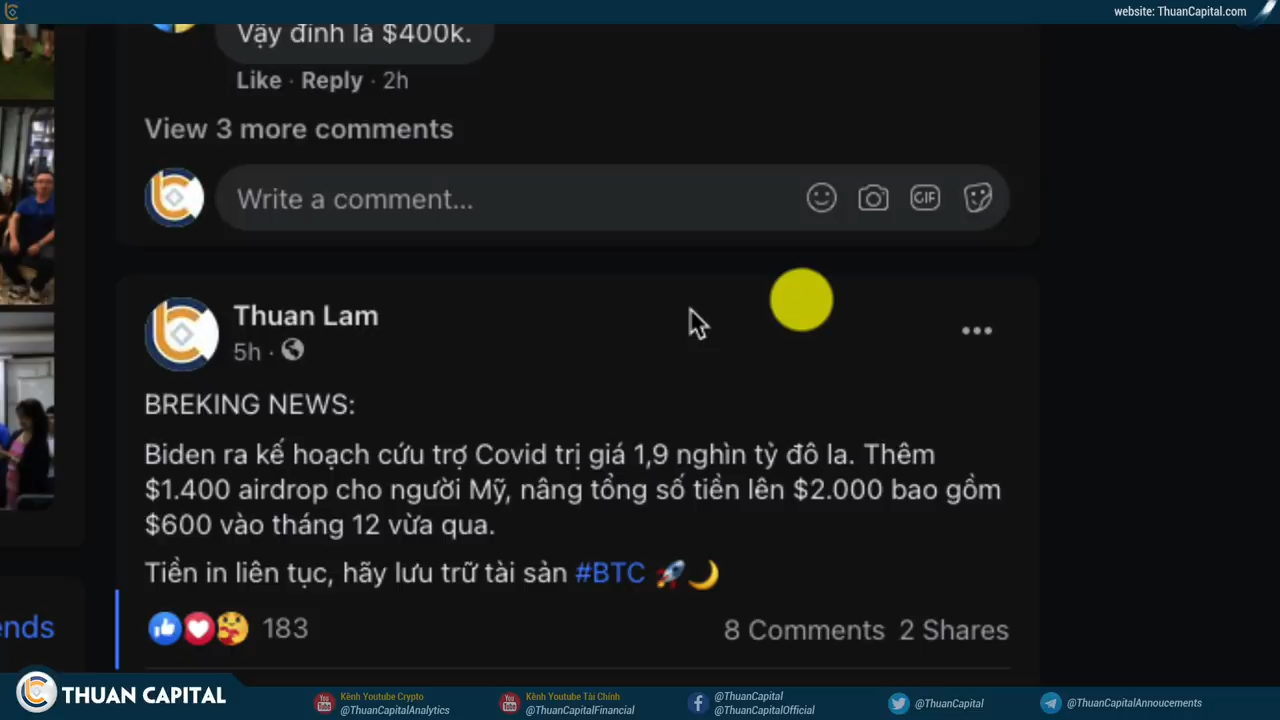 website: ThuanCapital.com
Vậy đỉnh là $400k.
Like · Reply · 2h
View 3 more comments
Write a comment...
GIF
Thuan Lam
5h ·
BREKING NEWS:
Biden ra kế hoạch cứu trợ Covid trị giá 1,9 nghìn tỷ đô la. Thêm
$1.400 airdrop cho người Mỹ, nâng tổng số tiền lên $2.000 bao gồm
$600 vào tháng 12 vừa qua.
Tiền in liên tục, hãy lưu trữ tài sản #BTC 🚀🌙
183
8 Comments 2 Shares
ends
THUAN CAPITAL
Kênh Youtube Crypto
@ThuanCapitalAnalytics
Kênh Youtube Tài Chính
@ThuanCapitalFinancial
@ThuanCapital
@ThuanCapitalOfficial
@ThuanCapital
@ThuanCapitalAnnoucements